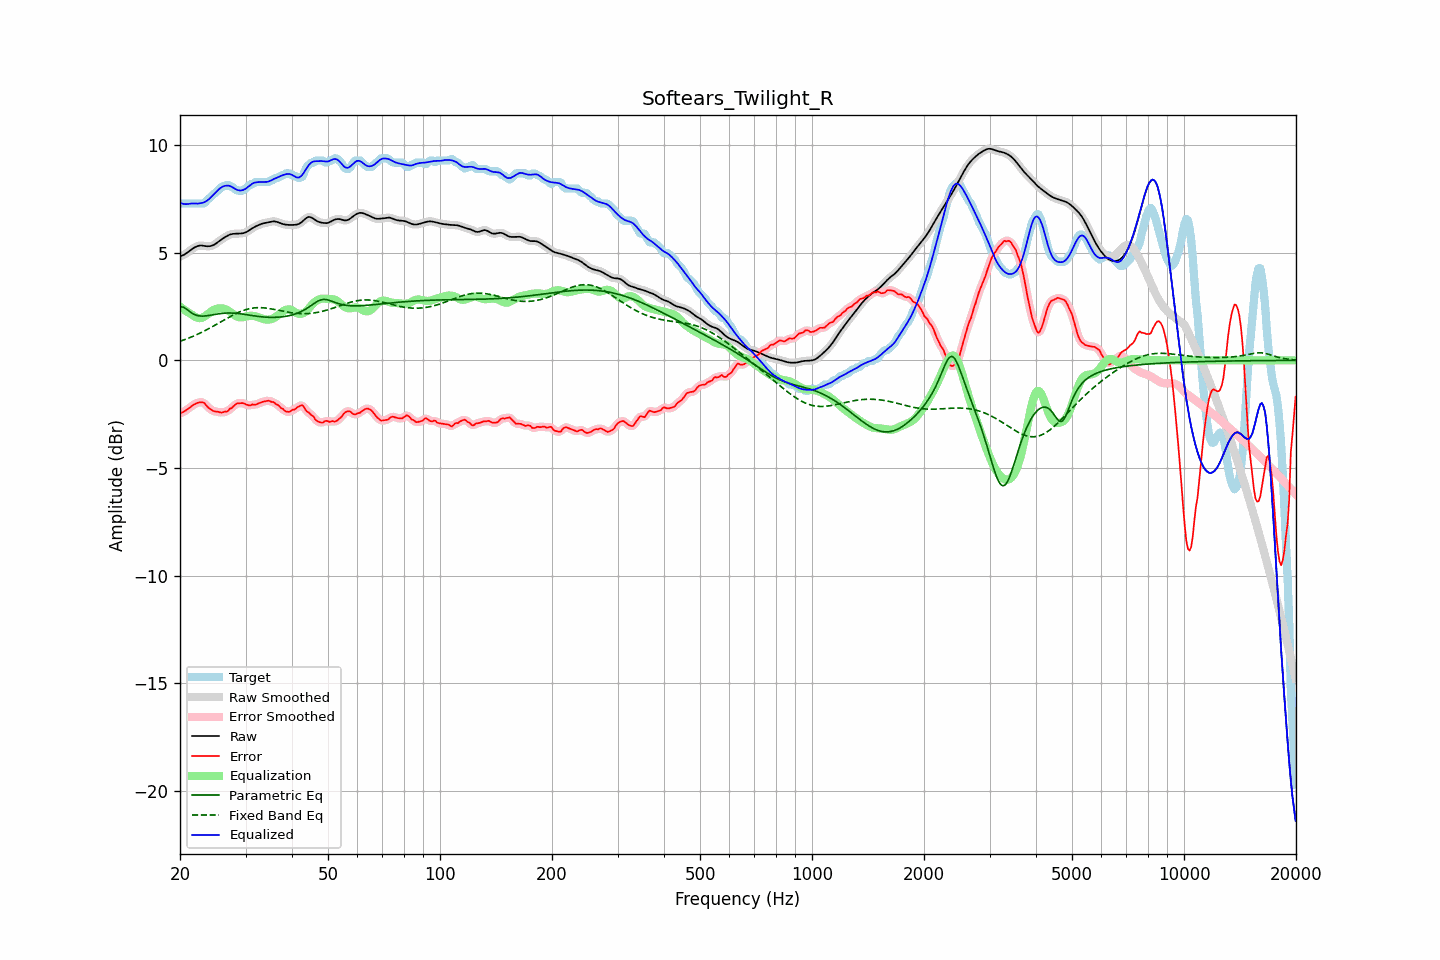 Softears_Twilight_R
10
5
0
−5
−10
−15
−20
Amplitude (dBr)
Target
Raw Smoothed
Error Smoothed
Raw
Error
Equalization
Parametric Eq
Fixed Band Eq
Equalized
20 50 100 200 500 1000 2000 5000 10000 20000
Frequency (Hz)